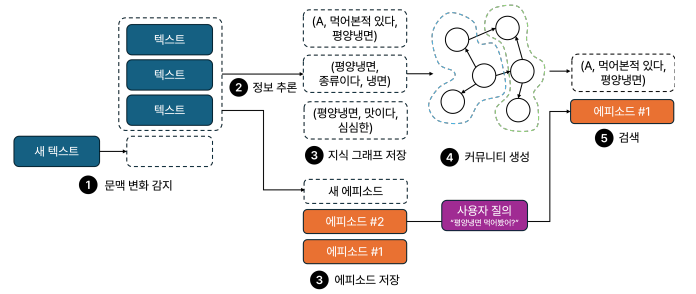 텍스트
텍스트
텍스트
새 텍스트
1 문맥 변화 감지
2 정보 추론
(A, 먹어본적 있다,
평양냉면)
(평양냉면,
종류이다, 냉면)
(평양냉면, 맛이다,
심심한)
3 지식 그래프 저장
새 에피소드
에피소드 #2
에피소드 #1
3 에피소드 저장
4 커뮤니티 생성
사용자 질의
"평양냉면 먹어봤어?"
(A, 먹어본적 있다,
평양냉면)
에피소드 #1
5 검색